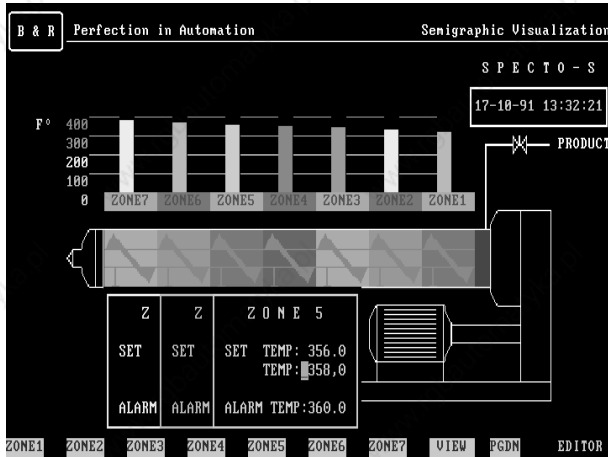 B & R Perfection in Automation Semigraphic Visualization
S P E C T O - S
17-10-91 13:32:21
F° 400
300
200
100
0
PRODUCT
ZONE7 ZONE6 ZONE5 ZONE4 ZONE3 ZONE2 ZONE1
Z Z Z O N E 5
SET SET SET TEMP: 356.0
TEMP: 358,0
ALARM ALARM ALARM TEMP:360.0
ZONE1 ZONE2 ZONE3 ZONE4 ZONE5 ZONE6 ZONE7 VIEW PGDN EDITOR